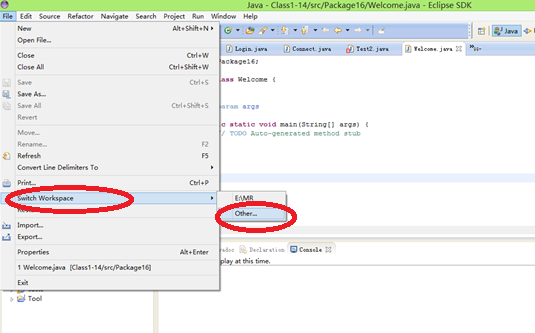 Java - Class1-14/src/Package16/Welcome.java - Eclipse SDK
File Edit Source Refactor Navigate Search Project Run Window Help
New Alt+Shift+N
Open File...
Close Ctrl+W
Close All Ctrl+Shift+W
Save Ctrl+S
Save As...
Save All Ctrl+Shift+S
Revert
Move...
Rename... F2
Refresh F5
Convert Line Delimiters To
Print... Ctrl+P
Switch Workspace
Import...
Export...
Properties Alt+Enter
1 Welcome.java [Class1-14/src/Package16]
Exit
E:\MR
Other...
Java
Login.java Connect.java Test2.java Welcome.java
Package16;
lass Welcome {
param args
c static void main(String[] args) {
// TODO Auto-generated method stub
adoc Declaration Console
play at this time.
Tool